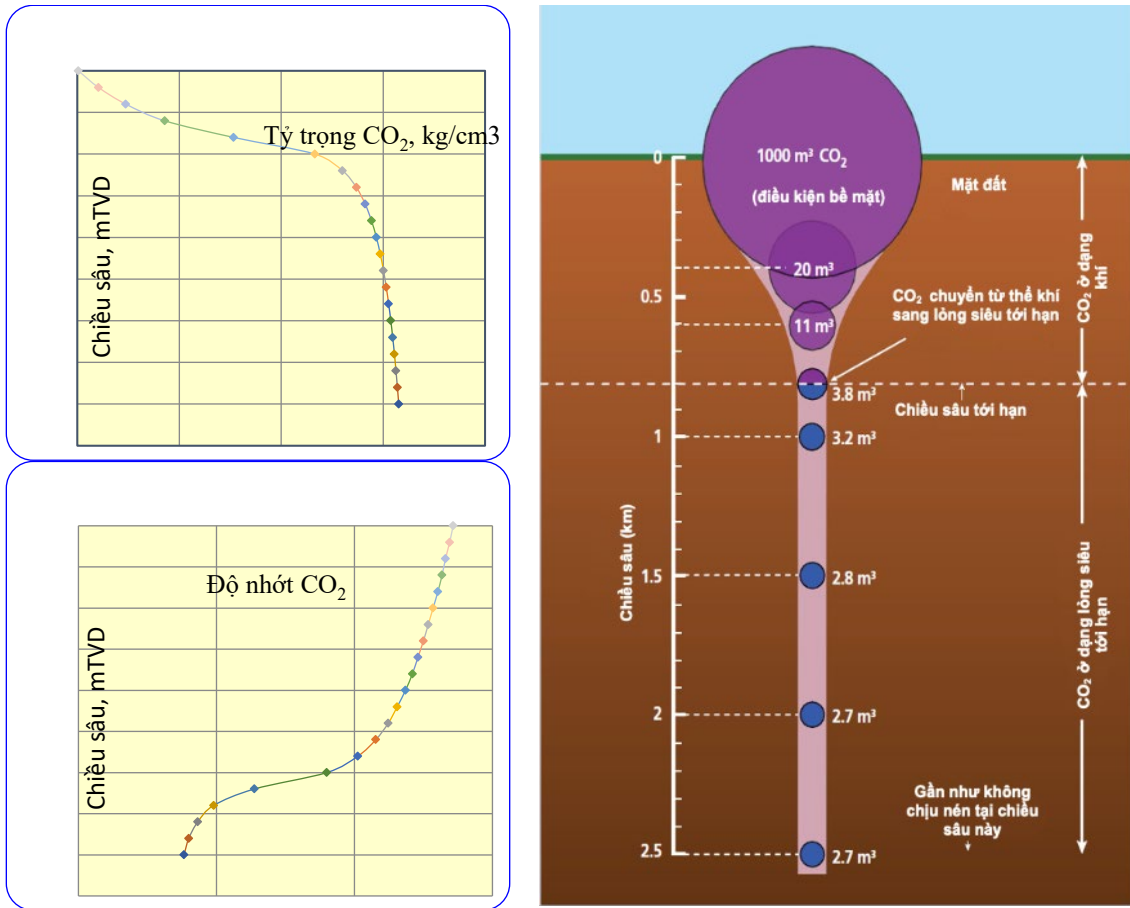 Tỷ trọng CO₂, kg/cm3
Chiều sâu, mTVD
Độ nhớt CO₂
Chiều sâu, mTVD
0
0.5
1
1.5
2
2.5
Chiều sâu (km)
1000 m³ CO₂
(điều kiện bề mặt)
Mặt đất
20 m³
11 m³
CO₂ chuyển từ thể khí
sang lỏng siêu tới hạn
3.8 m³
Chiều sâu tới hạn
3.2 m³
2.8 m³
2.7 m³
Gần như không
chịu nén tại chiều
sâu này
2.7 m³
CO₂ ở dạng
khí
CO₂ ở dạng lỏng siêu
tới hạn